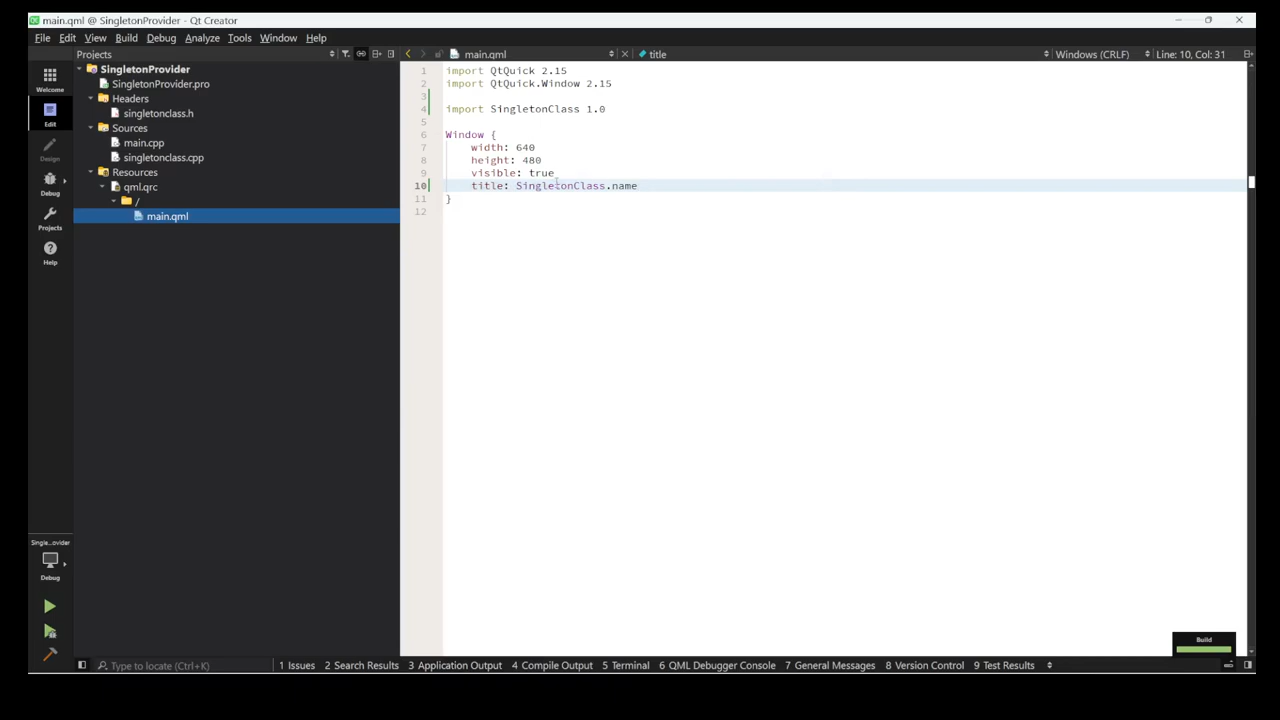 main.qml @ SingletonProvider - Qt Creator
File Edit View Build Debug Analyze Tools Window Help
Projects main.qml title Windows (CRLF) Line: 10, Col: 31
Welcome
Edit
Design
Debug
Projects
Help
SingletonProvider
SingletonProvider.pro
Headers
singletonclass.h
Sources
main.cpp
singletonclass.cpp
Resources
qml.qrc
/
main.qml
1 import QtQuick 2.15
2 import QtQuick.Window 2.15
3
4 import SingletonClass 1.0
5
6 Window {
7 width: 640
8 height: 480
9 visible: true
10 title: SingletonClass.name
11 }
12
Single...ovider
Debug
Build
Type to locate (Ctrl+K) 1 Issues 2 Search Results 3 Application Output 4 Compile Output 5 Terminal 6 QML Debugger Console 7 General Messages 8 Version Control 9 Test Results